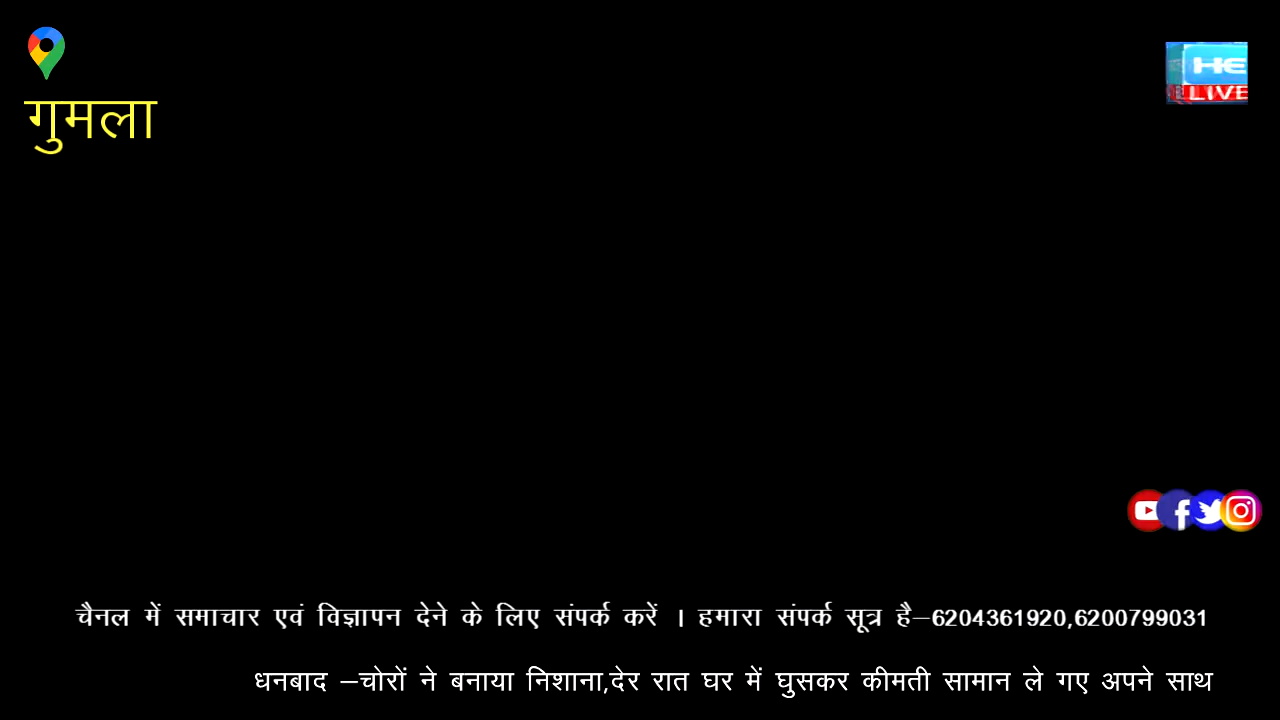 गुमला
HE
LIVE
चैनल में समाचार एवं विज्ञापन देने के लिए संपर्क करें । हमारा संपर्क सूत्र है–6204361920,6200799031
धनबाद –चोरों ने बनाया निशाना,देर रात घर में घुसकर कीमती सामान ले गए अपने साथ